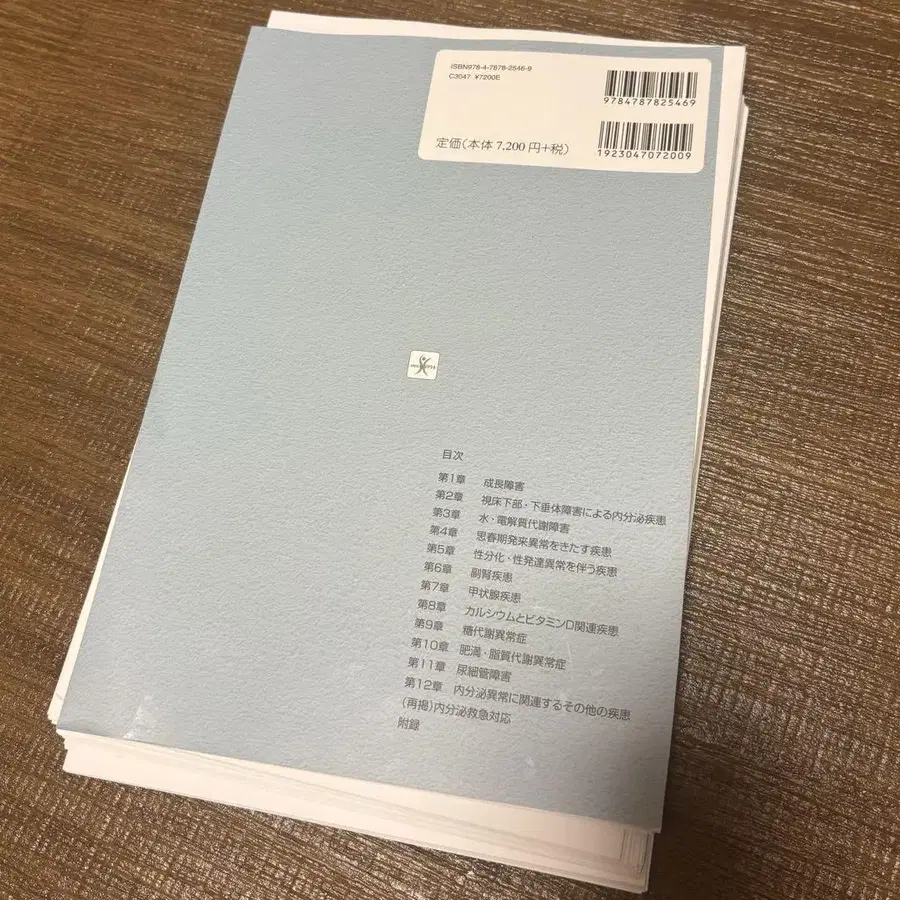 ISBN978-4-7878-2546-9
C3047 ¥7200E
9784787825469
定価(本体 7,200 円+税)
1923047072009
目次
第1章 成長障害
第2章 視床下部・下垂体障害による内分泌疾患
第3章 水・電解質代謝障害
第4章 思春期発来異常をきたす疾患
第5章 性分化・性発達異常を伴う疾患
第6章 副腎疾患
第7章 甲状腺疾患
第8章 カルシウムとビタミンD関連疾患
第9章 糖代謝異常症
第10章 肥満・脂質代謝異常症
第11章 尿細管障害
第12章 内分泌異常に関連するその他の疾患
(再掲)内分泌救急対応
附録